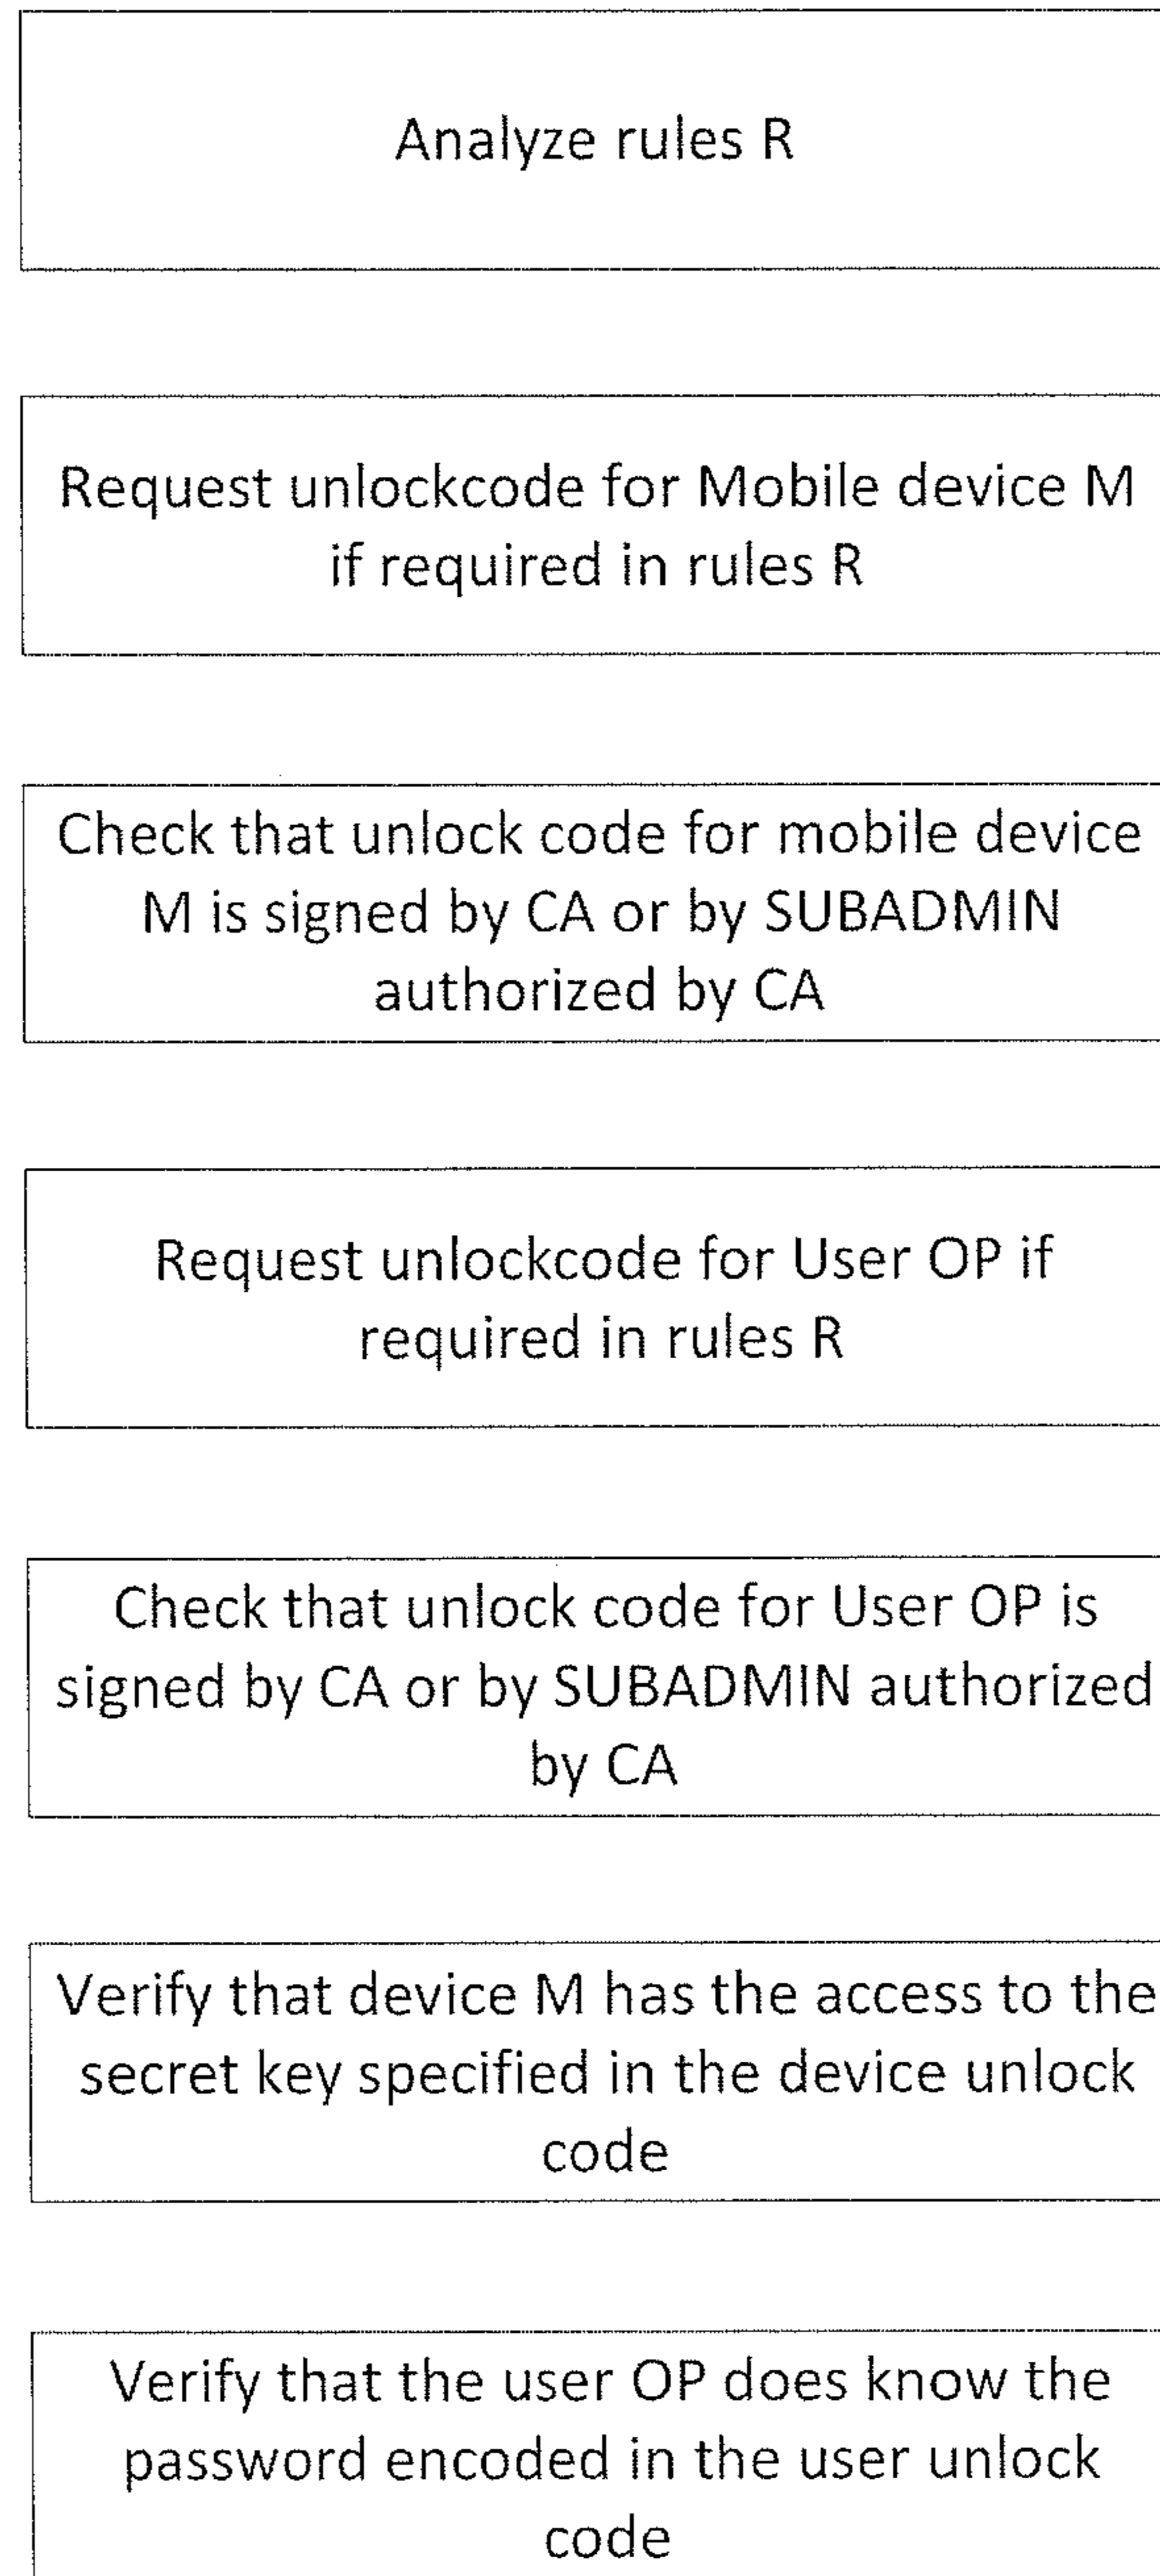 Analyze rules R
Request unlockcode for Mobile device M
if required in rules R
Check that unlock code for mobile device
M is signed by CA or by SUBADMIN
authorized by CA
Request unlockcode for User OP if
required in rules R
Check that unlock code for User OP is
signed by CA or by SUBADMIN authorized
by CA
Verify that device M has the access to the
secret key specified in the device unlock
code
Verify that the user OP does know the
password encoded in the user unlock
code